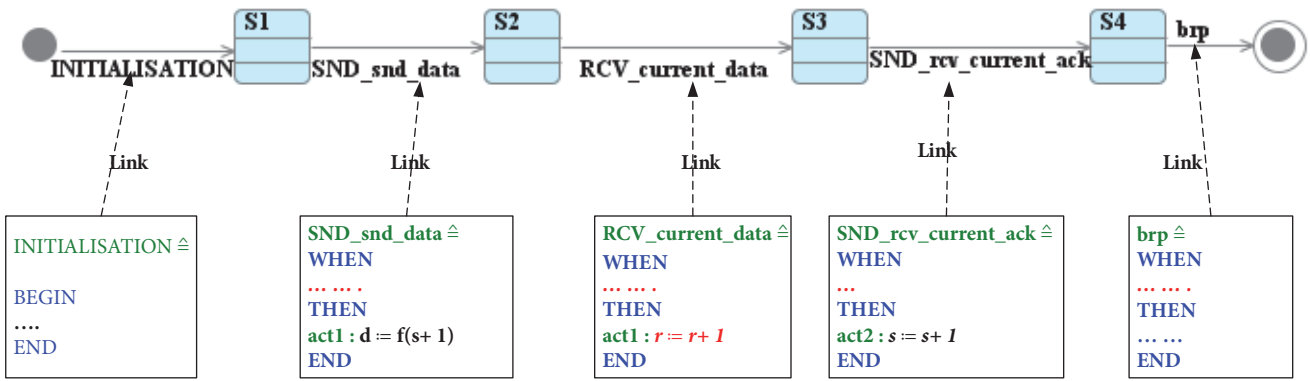 S1
S2
S3
S4
brp
INITIALISATION
SND_snd_data
RCV_current_data
SND_rcv_current_ack
Link
Link
Link
Link
Link
INITIALISATION ≙
BEGIN
....
END
SND_snd_data ≙
WHEN
... ... .
THEN
act1 : d ≔ f(s+ 1)
END
RCV_current_data ≙
WHEN
... ... .
THEN
act1 : r ≔ r+ 1
END
SND_rcv_current_ack ≙
WHEN
...
THEN
act2 : s ≔ s+ 1
END
brp ≙
WHEN
... ... .
THEN
... ...
END